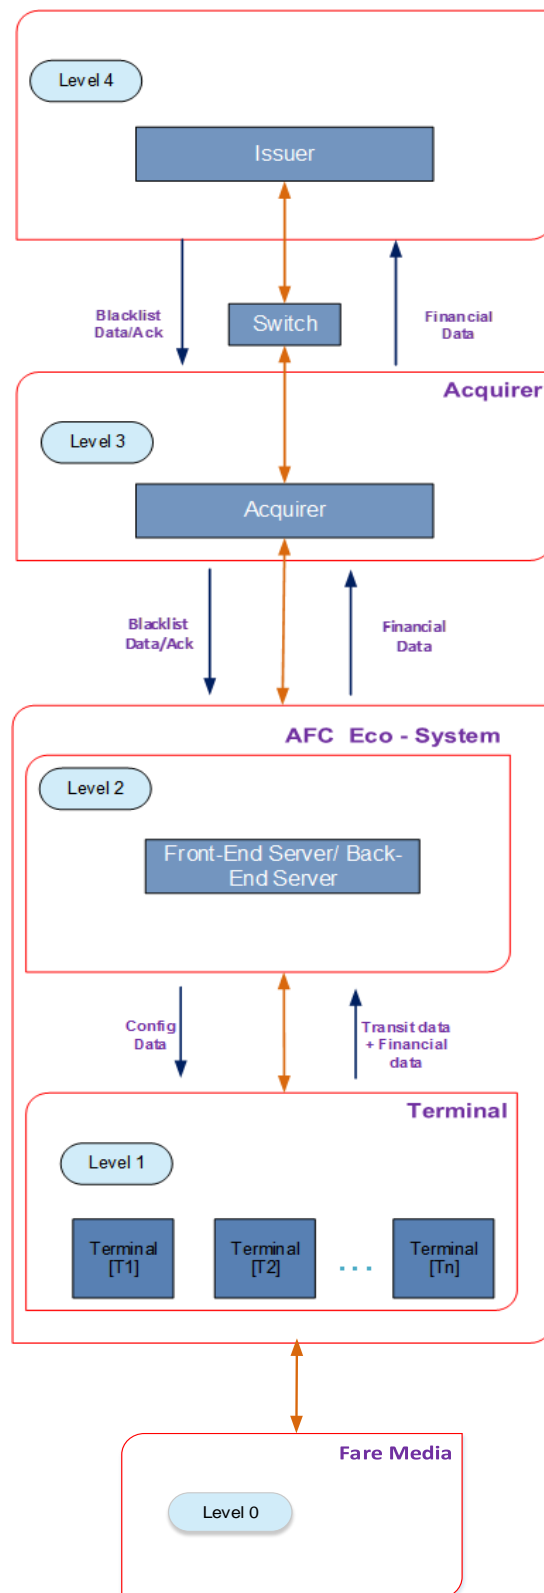 Level 4
Issuer
Blacklist
Data/Ack
Switch
Financial
Data
Acquirer
Level 3
Acquirer
Blacklist
Data/Ack
Financial
Data
AFC Eco - System
Level 2
Front-End Server/ Back-
End Server
Config
Data
Transit data
+ Financial
data
Terminal
Level 1
Terminal
[T1]
Terminal
[T2]
...
Terminal
[Tn]
Fare Media
Level 0